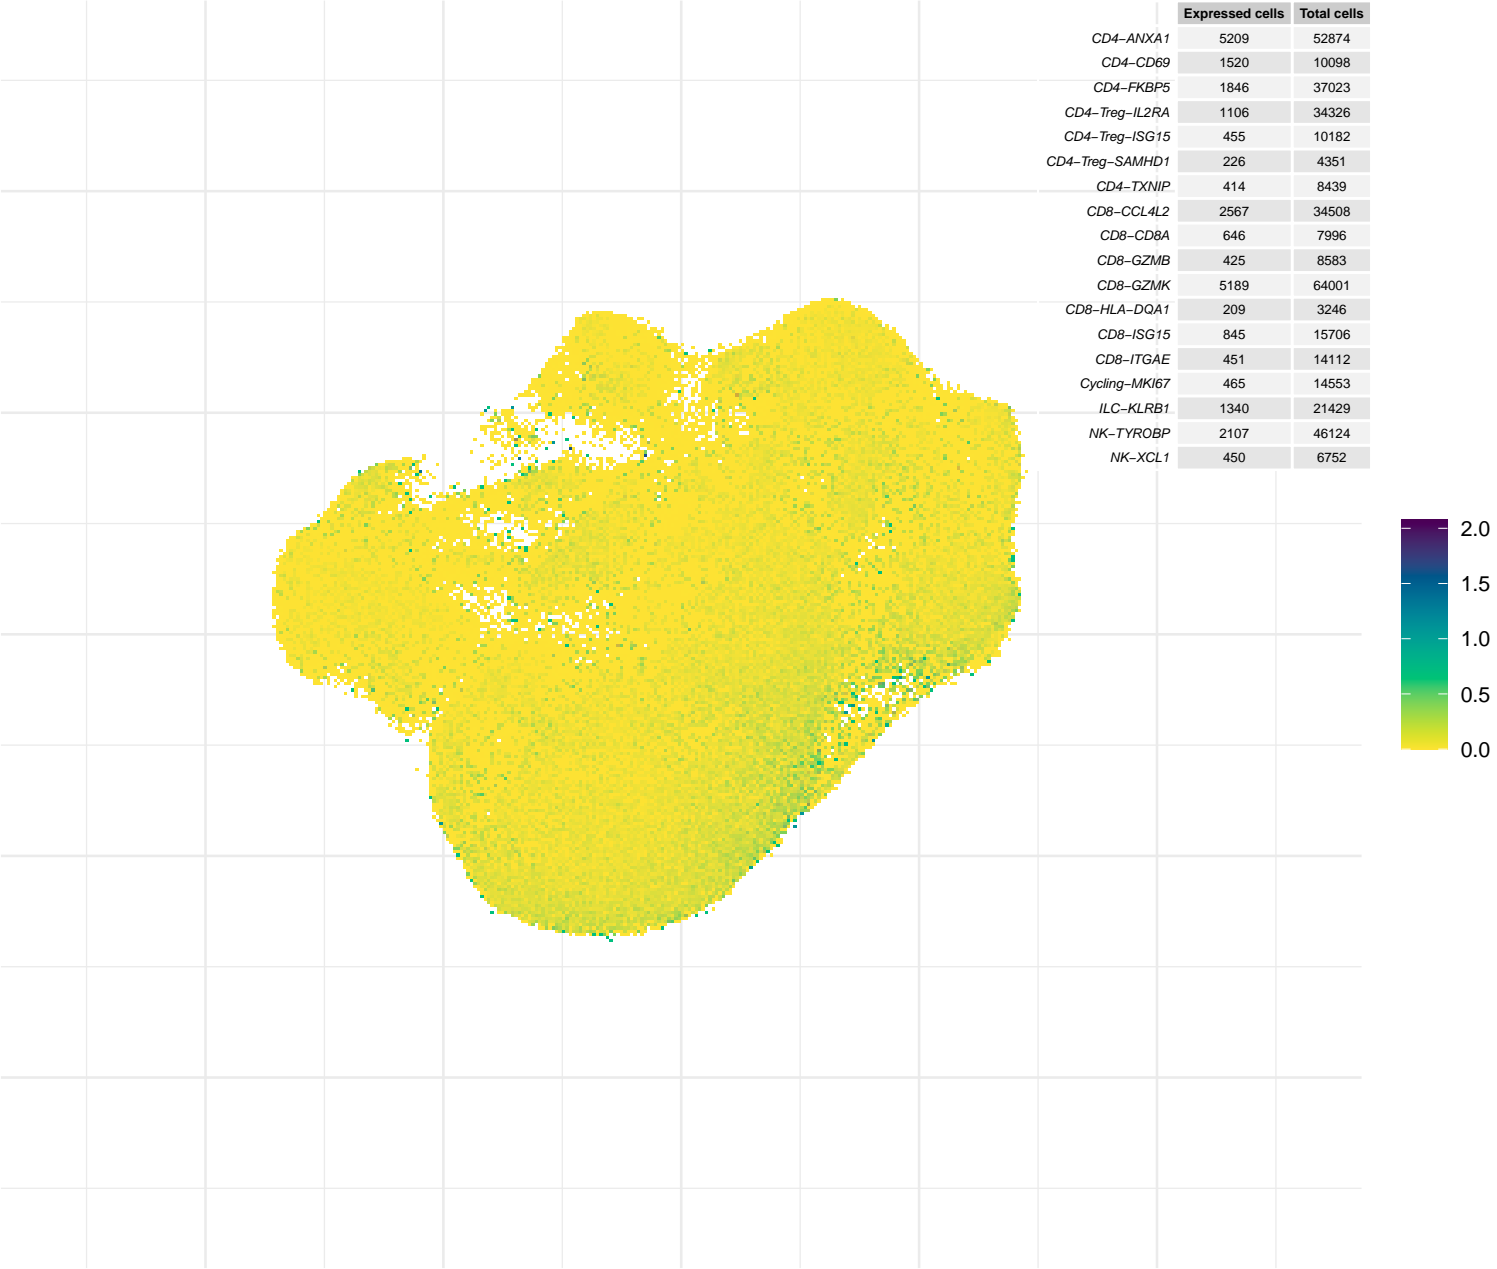 Expressed cells Total cells
CD4−ANXA1 5209 52874
CD4−CD69 1520 10098
CD4−FKBP5 1846 37023
CD4−Treg−IL2RA 1106 34326
CD4−Treg−ISG15 455 10182
CD4−Treg−SAMHD1 226 4351
CD4−TXNIP 414 8439
CD8−CCL4L2 2567 34508
CD8−CD8A 646 7996
CD8−GZMB 425 8583
CD8−GZMK 5189 64001
CD8−HLA−DQA1 209 3246
CD8−ISG15 845 15706
CD8−ITGAE 451 14112
Cycling−MKI67 465 14553
ILC−KLRB1 1340 21429
NK−TYROBP 2107 46124
NK−XCL1 450 6752
2.0
1.5
1.0
0.5
0.0